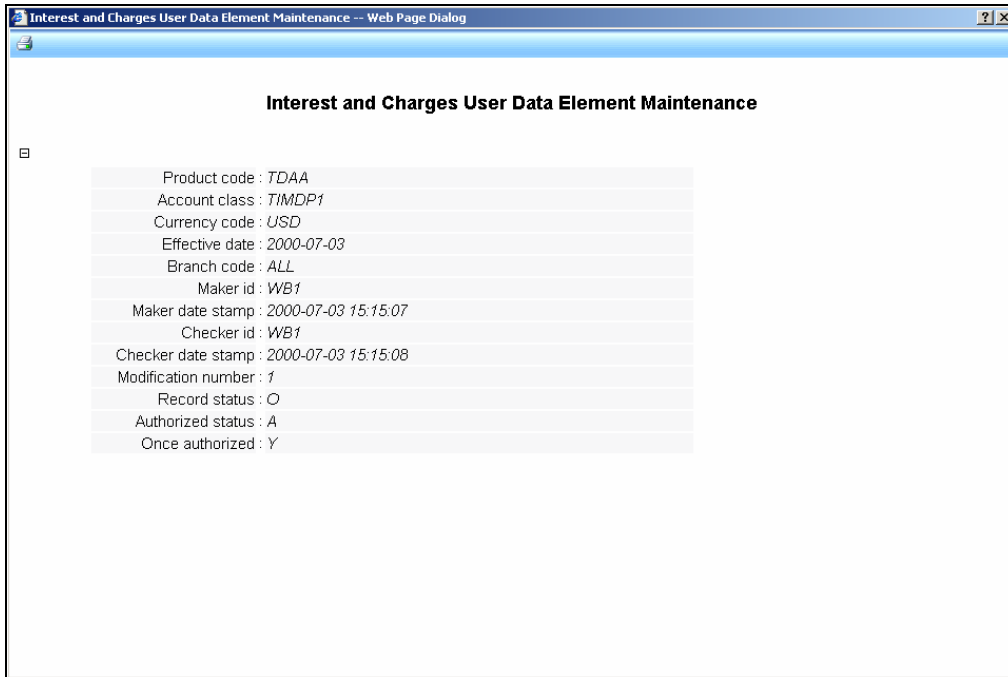 Interest and Charges User Data Element Maintenance -- Web Page Dialog
Interest and Charges User Data Element Maintenance
Product code : TDAA
Account class : TIMDP1
Currency code : USD
Effective date : 2000-07-03
Branch code : ALL
Maker id : WB1
Maker date stamp : 2000-07-03 15:15:07
Checker id : WB1
Checker date stamp : 2000-07-03 15:15:08
Modification number : 1
Record status : O
Authorized status : A
Once authorized : Y